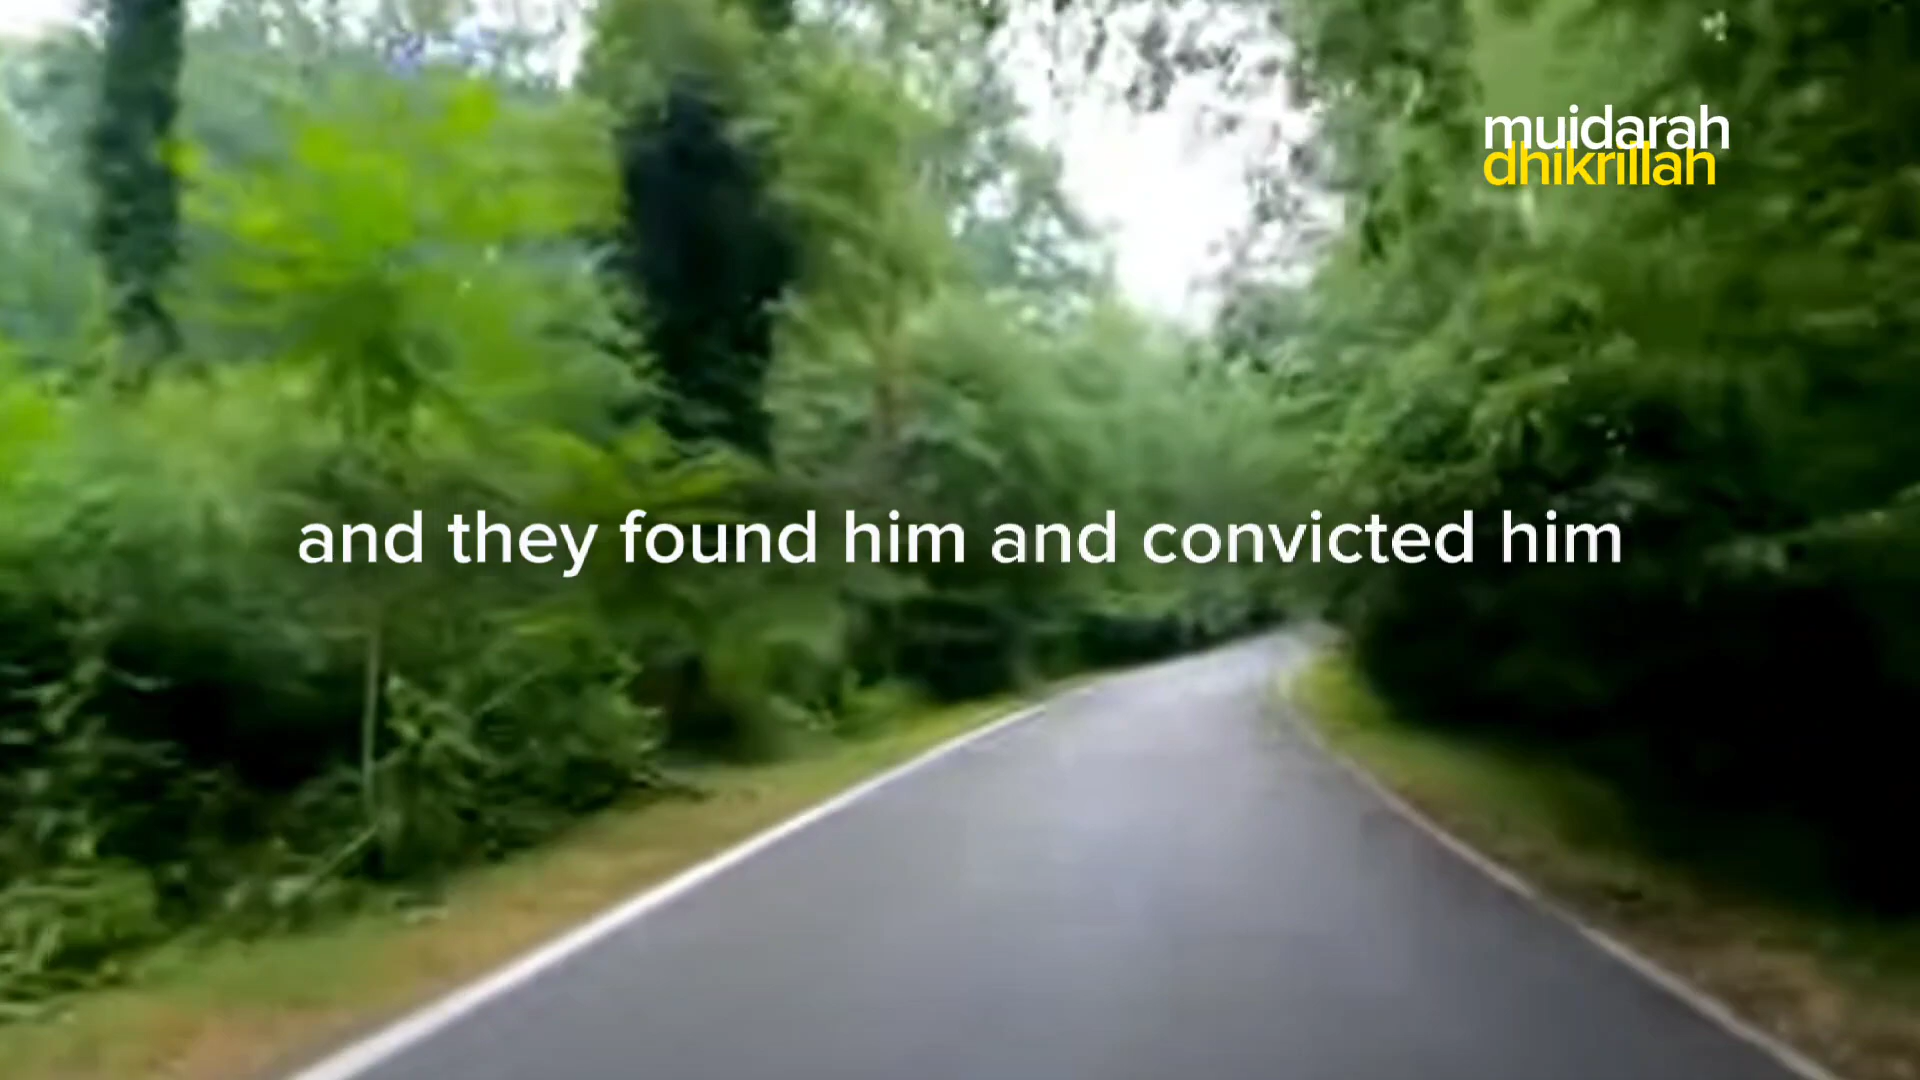 muidarah
dhikrillah
and they found him and convicted him